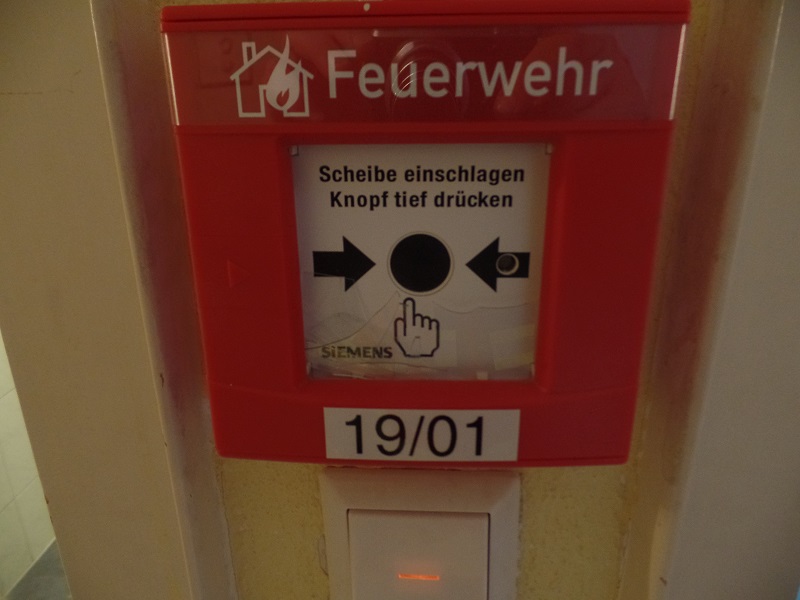 Feuerwehr
Scheibe einschlagen
Knopf tief drücken
SIEMENS
19/01